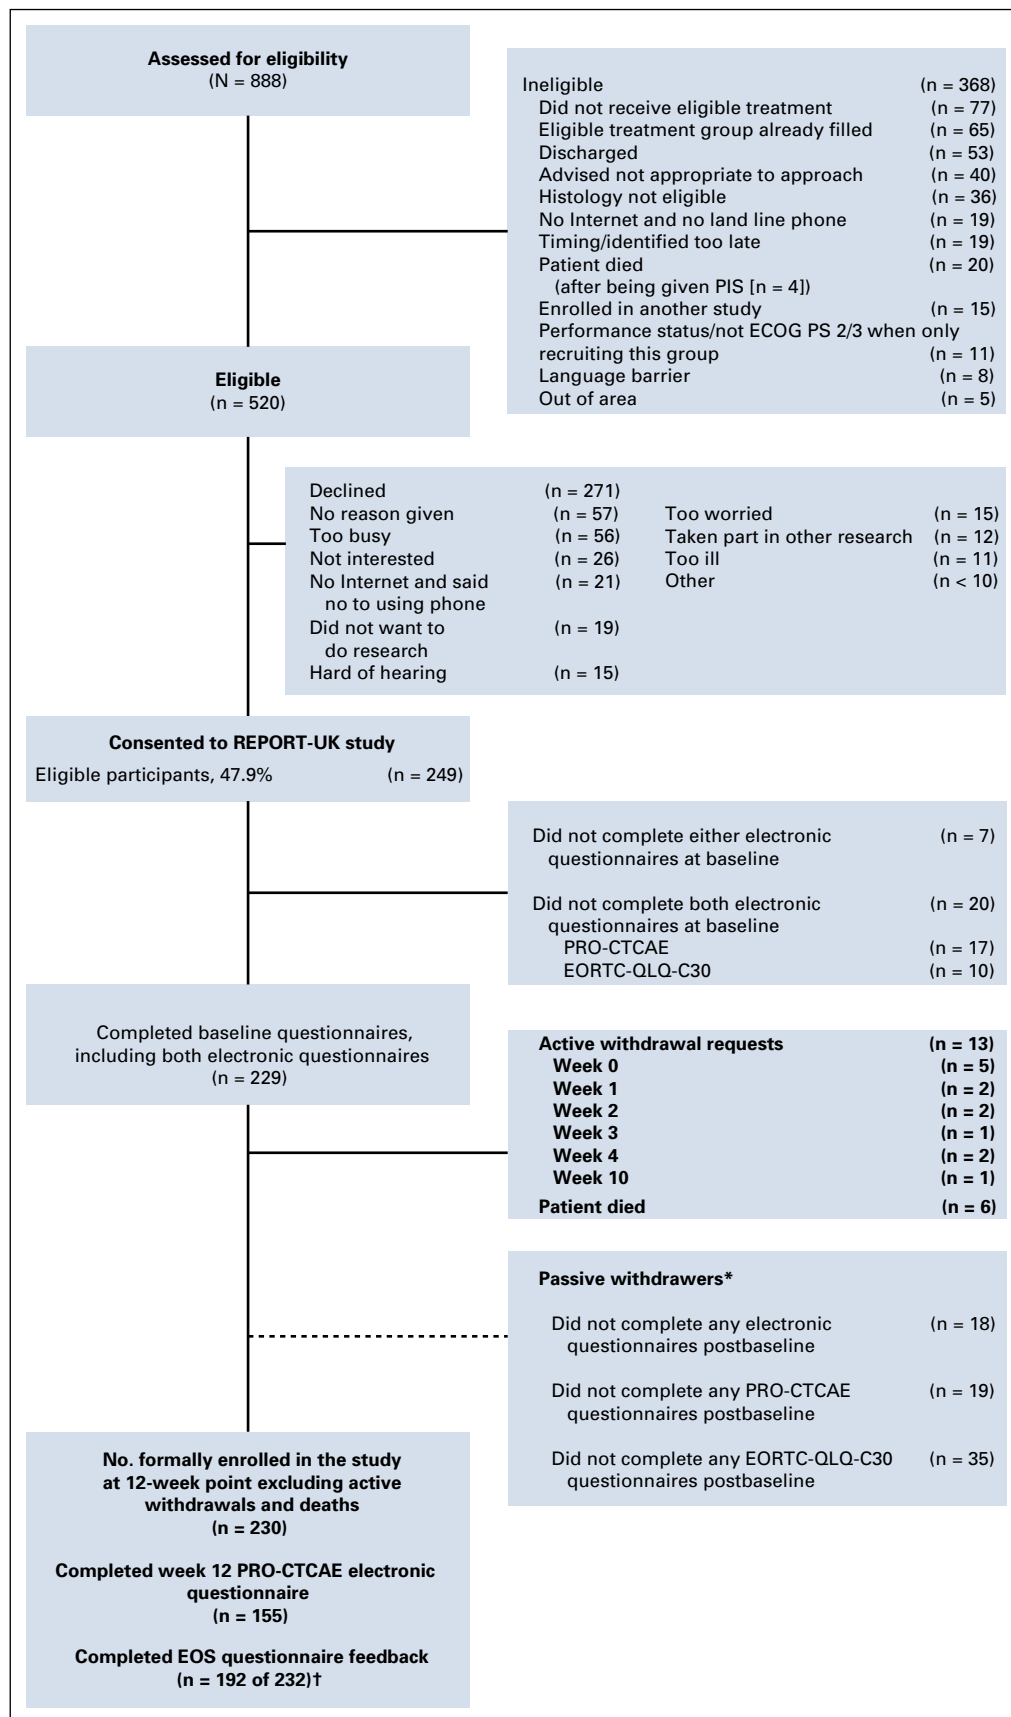 Assessed for eligibility
(N = 888)
Ineligible (n = 368)
Did not receive eligible treatment (n = 77)
Eligible treatment group already filled (n = 65)
Discharged (n = 53)
Advised not appropriate to approach (n = 40)
Histology not eligible (n = 36)
No Internet and no land line phone (n = 19)
Timing/identified too late (n = 19)
Patient died (n = 20)
(after being given PIS [n = 4])
Enrolled in another study (n = 15)
Performance status/not ECOG PS 2/3 when only
recruiting this group (n = 11)
Language barrier (n = 8)
Out of area (n = 5)
Eligible
(n = 520)
Declined (n = 271)
No reason given (n = 57)
Too busy (n = 56)
Not interested (n = 26)
No Internet and said (n = 21)
no to using phone
Did not want to (n = 19)
do research
Hard of hearing (n = 15)
Too worried (n = 15)
Taken part in other research (n = 12)
Too ill (n = 11)
Other (n < 10)
Consented to REPORT-UK study
Eligible participants, 47.9% (n = 249)
Did not complete either electronic (n = 7)
questionnaires at baseline
Did not complete both electronic (n = 20)
questionnaires at baseline
PRO-CTCAE (n = 17)
EORTC-QLQ-C30 (n = 10)
Completed baseline questionnaires,
including both electronic questionnaires
(n = 229)
Active withdrawal requests (n = 13)
Week 0 (n = 5)
Week 1 (n = 2)
Week 2 (n = 2)
Week 3 (n = 1)
Week 4 (n = 2)
Week 10 (n = 1)
Patient died (n = 6)
Passive withdrawers*
Did not complete any electronic (n = 18)
questionnaires postbaseline
Did not complete any PRO-CTCAE (n = 19)
questionnaires postbaseline
Did not complete any EORTC-QLQ-C30 (n = 35)
questionnaires postbaseline
No. formally enrolled in the study
at 12-week point excluding active
withdrawals and deaths
(n = 230)
Completed week 12 PRO-CTCAE electronic
questionnaire
(n = 155)
Completed EOS questionnaire feedback
(n = 192 of 232)†